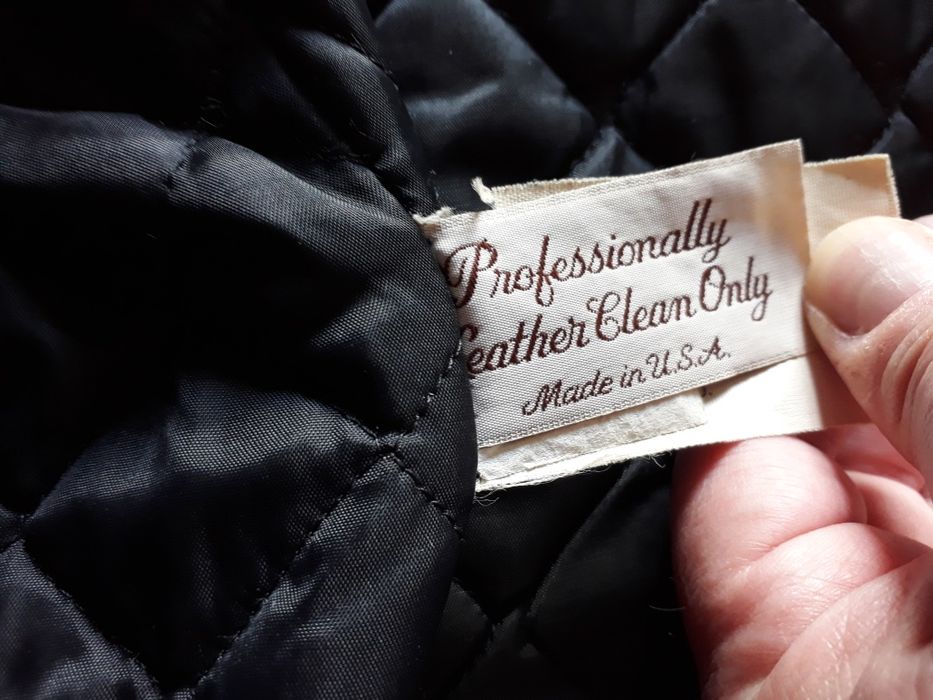 Professionally
Leather Clean Only
Made in U.S.A.